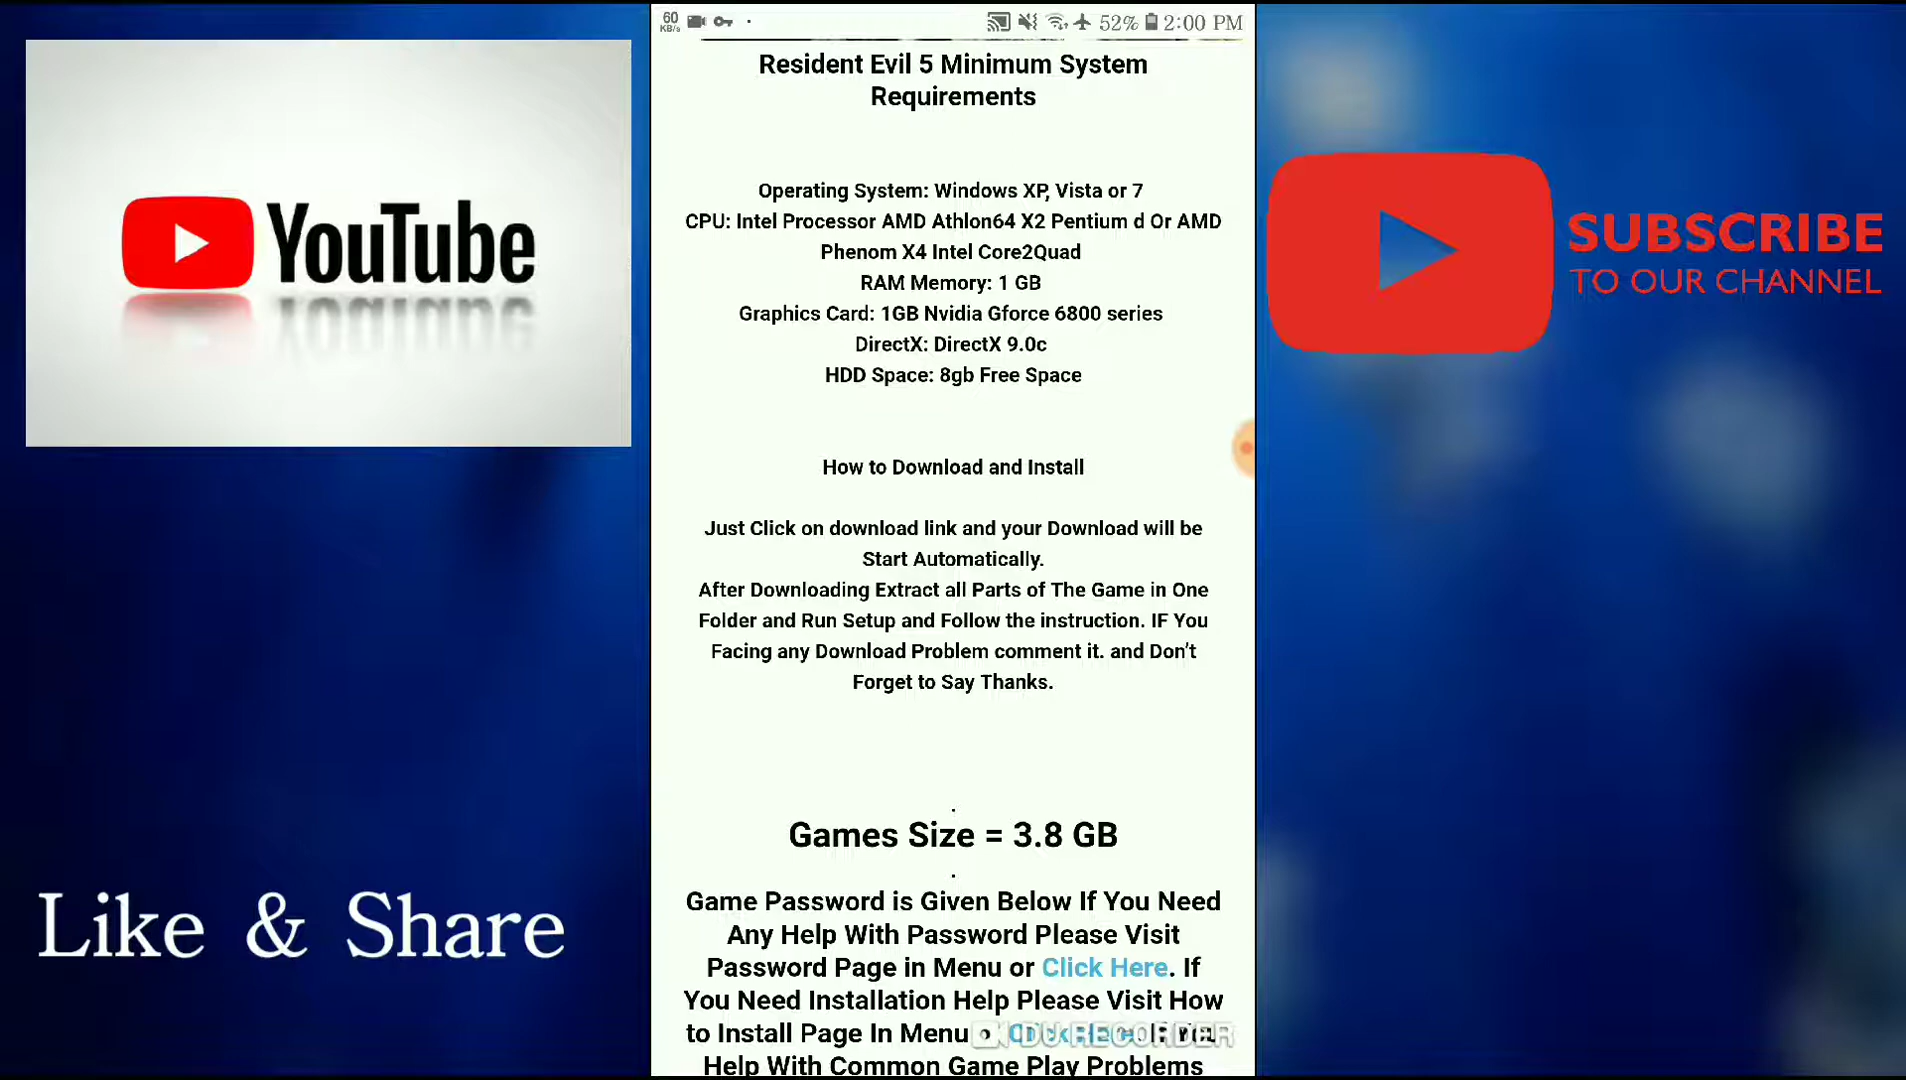 60
KB/s
52% 2:00 PM
Resident Evil 5 Minimum System
Requirements
Operating System: Windows XP, Vista or 7
CPU: Intel Processor AMD Athlon64 X2 Pentium d Or AMD
Phenom X4 Intel Core2Quad
RAM Memory: 1 GB
Graphics Card: 1GB Nvidia Gforce 6800 series
DirectX: DirectX 9.0c
HDD Space: 8gb Free Space
How to Download and Install
Just Click on download link and your Download will be
Start Automatically.
After Downloading Extract all Parts of The Game in One
Folder and Run Setup and Follow the instruction. IF You
Facing any Download Problem comment it. and Don't
Forget to Say Thanks.
.
Games Size = 3.8 GB
.
Game Password is Given Below If You Need
Any Help With Password Please Visit
Password Page in Menu or Click Here. If
You Need Installation Help Please Visit How
to Install Page In Menu
DU RECORDER
Help With Common Game Play Problems
YouTube
Like & Share
SUBSCRIBE
TO OUR CHANNEL